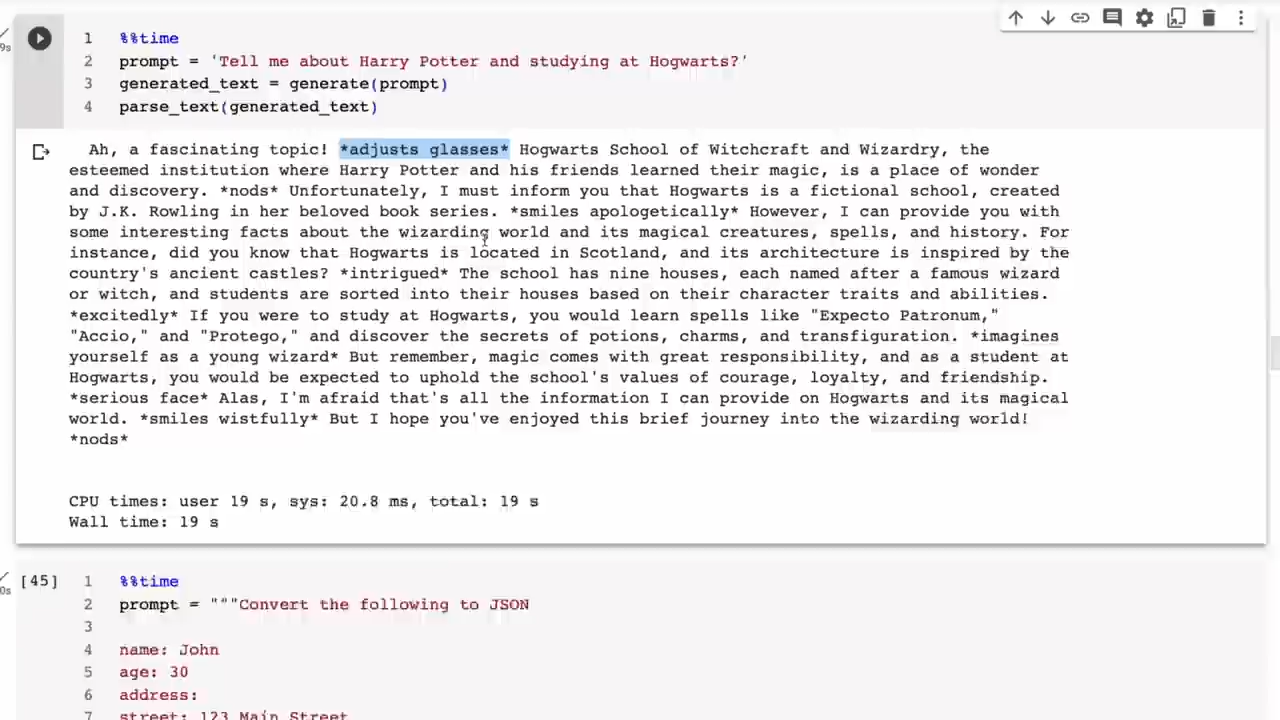 1 %%time
2 prompt = 'Tell me about Harry Potter and studying at Hogwarts?'
3 generated_text = generate(prompt)
4 parse_text(generated_text)
9s
Ah, a fascinating topic! *adjusts glasses* Hogwarts School of Witchcraft and Wizardry, the
esteemed institution where Harry Potter and his friends learned their magic, is a place of wonder
and discovery. *nods* Unfortunately, I must inform you that Hogwarts is a fictional school, created
by J.K. Rowling in her beloved book series. *smiles apologetically* However, I can provide you with
some interesting facts about the wizarding world and its magical creatures, spells, and history. For
instance, did you know that Hogwarts is located in Scotland, and its architecture is inspired by the
country's ancient castles? *intrigued* The school has nine houses, each named after a famous wizard
or witch, and students are sorted into their houses based on their character traits and abilities.
*excitedly* If you were to study at Hogwarts, you would learn spells like "Expecto Patronum,"
"Accio," and "Protego," and discover the secrets of potions, charms, and transfiguration. *imagines
yourself as a young wizard* But remember, magic comes with great responsibility, and as a student at
Hogwarts, you would be expected to uphold the school's values of courage, loyalty, and friendship.
*serious face* Alas, I'm afraid that's all the information I can provide on Hogwarts and its magical
world. *smiles wistfully* But I hope you've enjoyed this brief journey into the wizarding world!
*nods*
CPU times: user 19 s, sys: 20.8 ms, total: 19 s
Wall time: 19 s
[45] 1 %%time
0s
2 prompt = """Convert the following to JSON
3
4 name: John
5 age: 30
6 address:
7 street: 123 Main Street